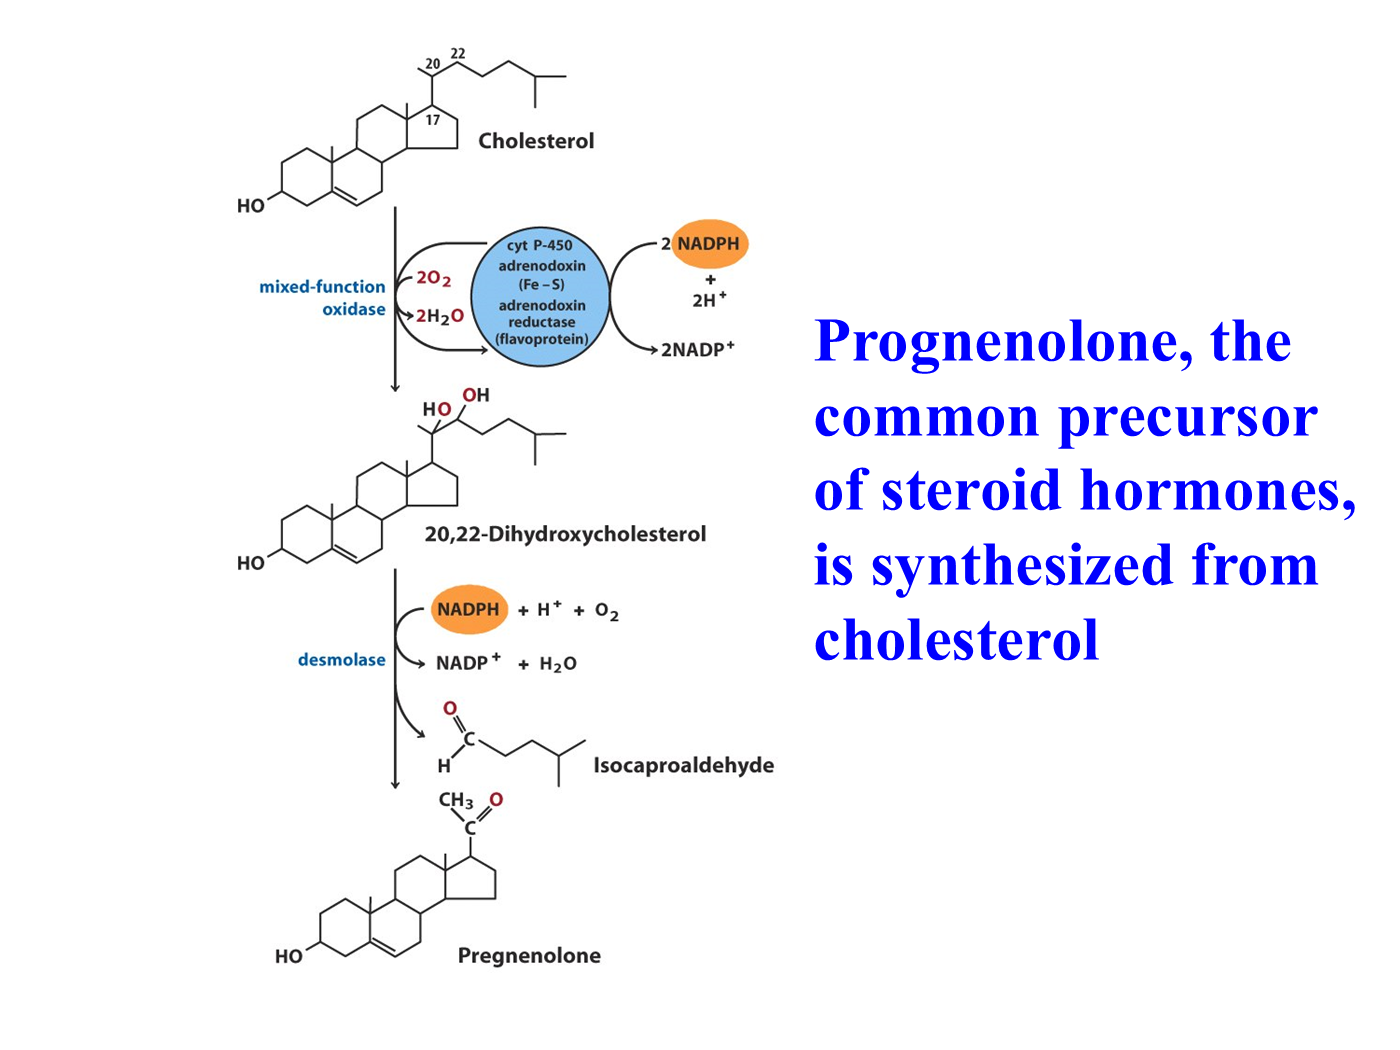 20
22
17
Cholesterol
HO
mixed-function
oxidase
2O₂
2H₂O
cyt P-450
adrenodoxin
(Fe – S)
adrenodoxin
reductase
(flavoprotein)
2 NADPH
+
2H⁺
2NADP⁺
HO
OH
20,22-Dihydroxycholesterol
HO
desmolase
NADPH + H⁺ + O₂
NADP⁺ + H₂O
O
C
H
Isocaproaldehyde
CH₃ O
C
HO
Pregnenolone
Prognenolone, the
common precursor
of steroid hormones,
is synthesized from
cholesterol